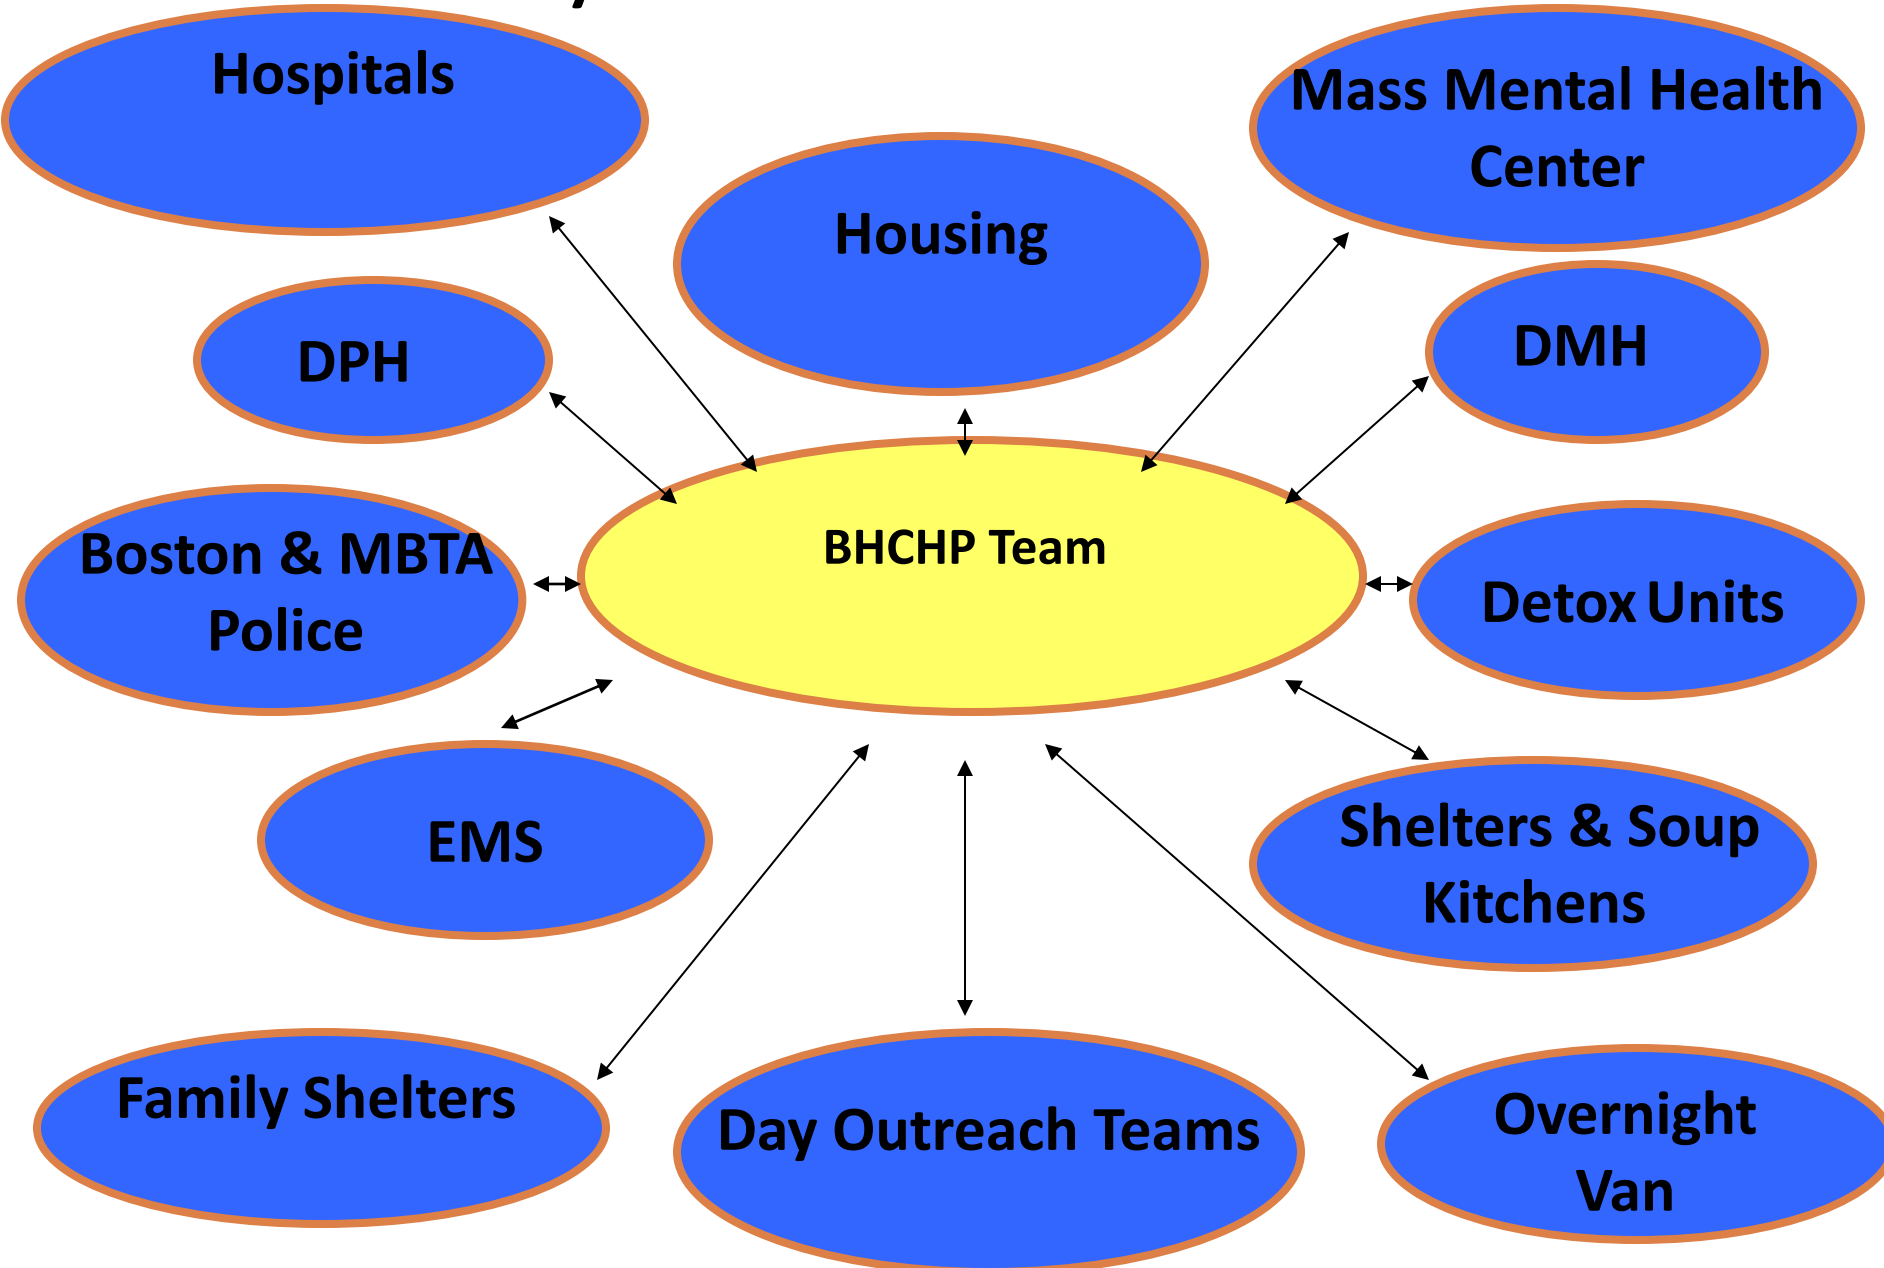 Hospitals
Mass Mental Health
Center
Housing
DPH
DMH
BHCHP Team
Boston & MBTA
Police
Detox Units
EMS
Shelters & Soup
Kitchens
Family Shelters
Day Outreach Teams
Overnight
Van